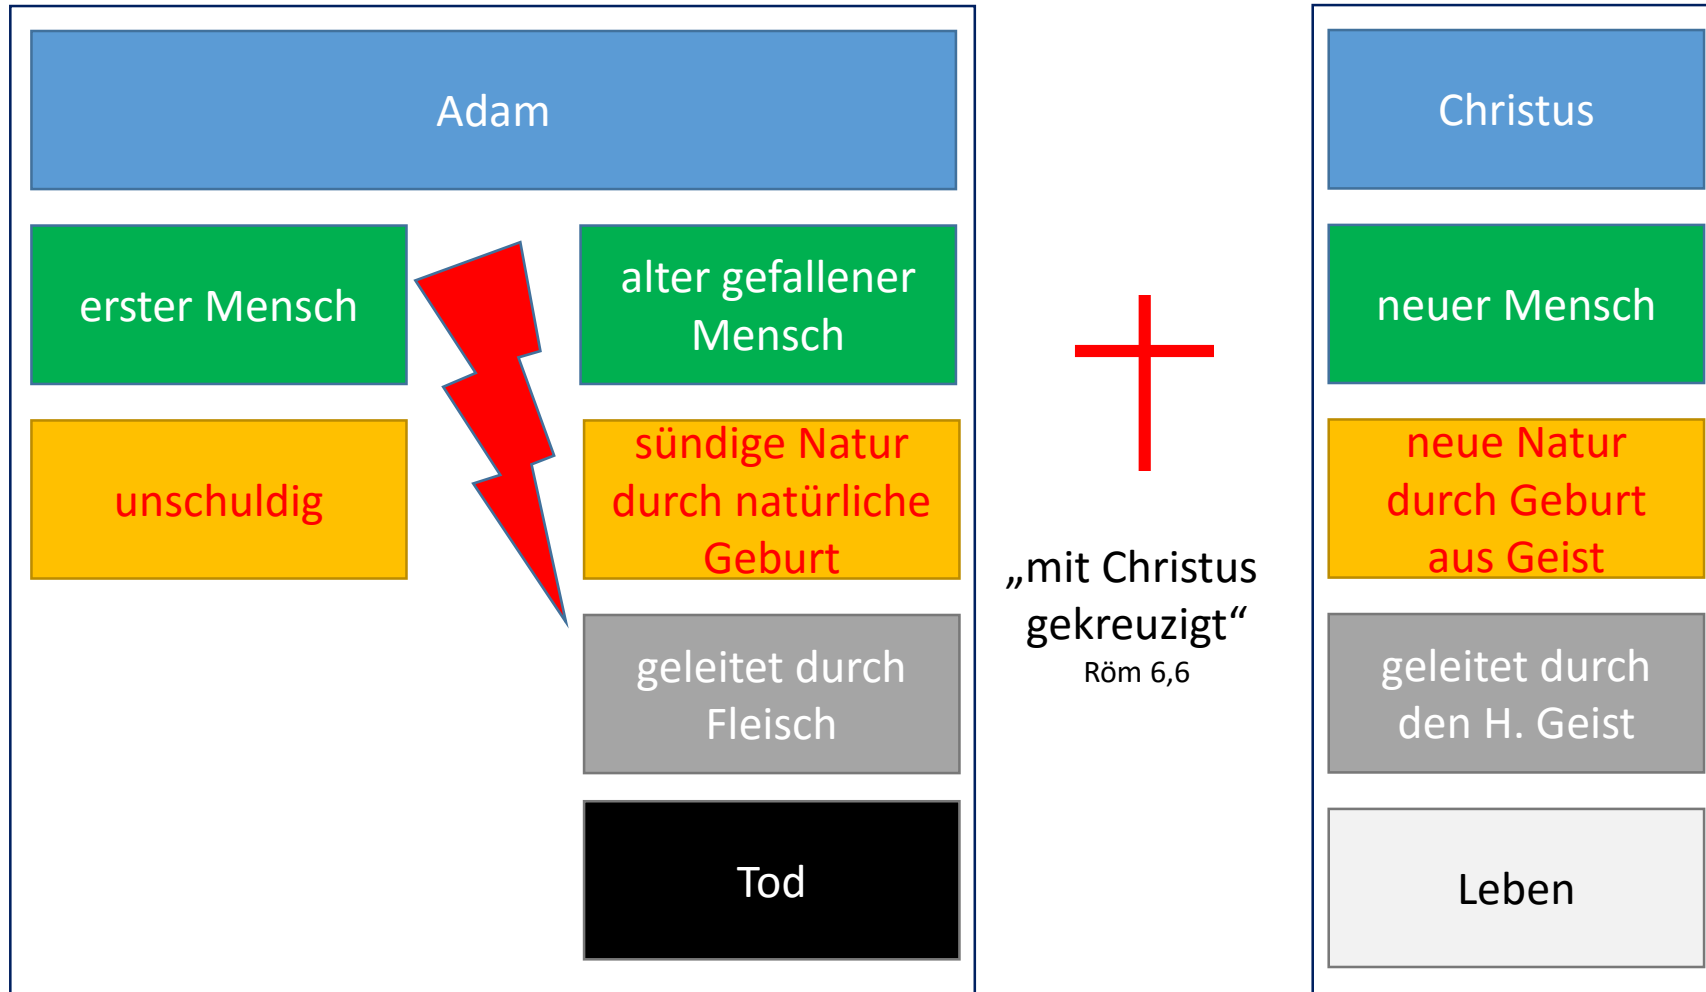 Adam
Christus
erster Mensch
alter gefallener
Mensch
neuer Mensch
unschuldig
sündige Natur
durch natürliche
Geburt
neue Natur
durch Geburt
aus Geist
„mit Christus
gekreuzigt“
Röm 6,6
geleitet durch
Fleisch
geleitet durch
den H. Geist
Tod
Leben